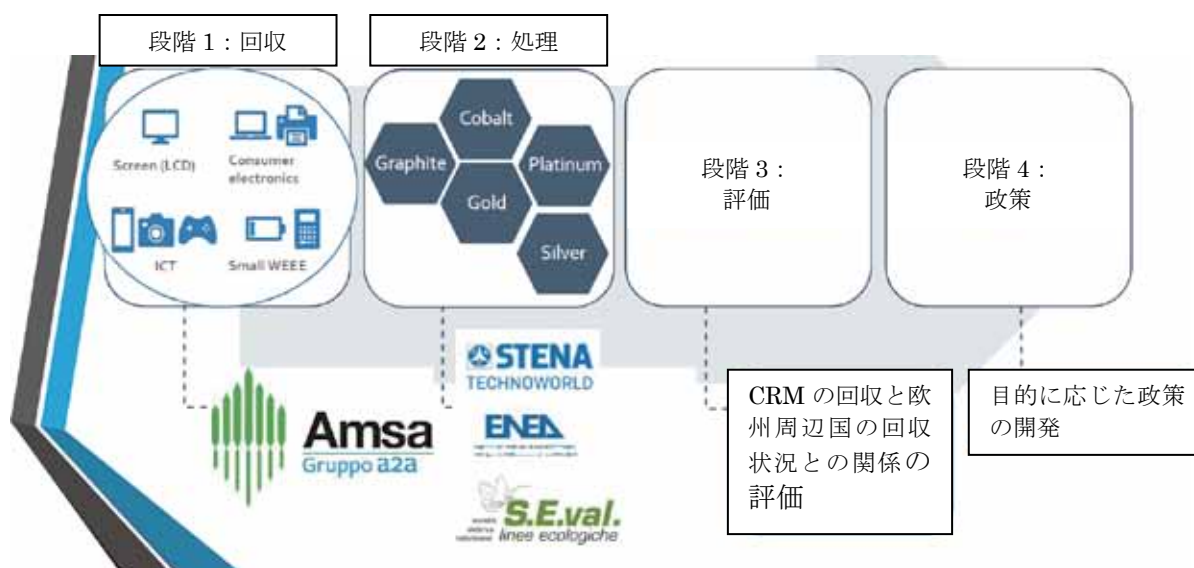 段階 1：回収
段階 2：処理
Screen (LCD)
Consumer
electronics
ICT
Small WEEE
Cobalt
Graphite
Platinum
Gold
Silver
段階 3：
評価
段階 4：
政策
Amsa
Gruppo a2a
STENA
TECHNOWORLD
ENEA
S.E.val.
linee ecologiche
CRM の回収と欧
州周辺国の回収
状況との関係の
評価
目的に応じた政策
の開発